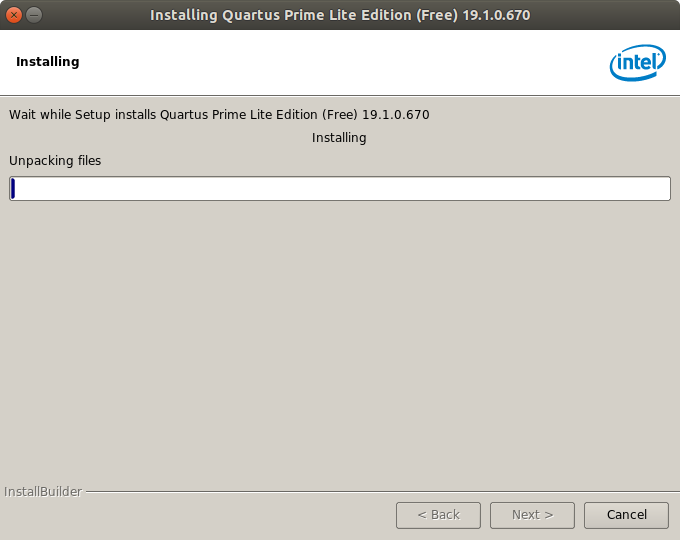 Installing Quartus Prime Lite Edition (Free) 19.1.0.670
Installing
intel
Wait while Setup installs Quartus Prime Lite Edition (Free) 19.1.0.670
Installing
Unpacking files
InstallBuilder
< Back
Next >
Cancel